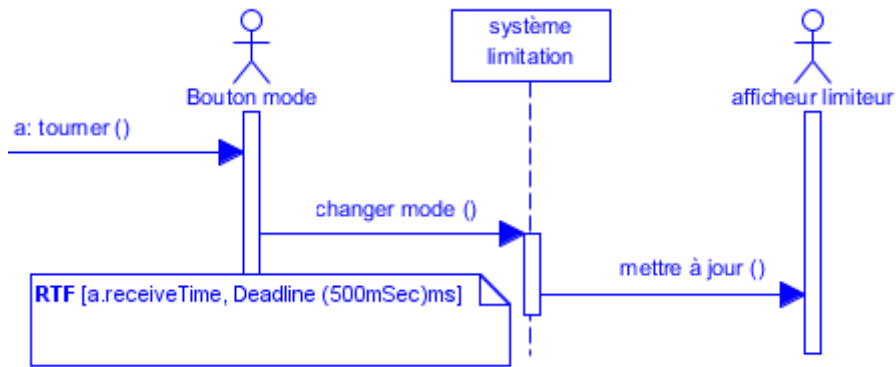 système
limitation
Bouton mode
afficheur limiteur
a: tourner ()
changer mode ()
mettre à jour ()
RTF [a.receiveTime, Deadline (500mSec)ms]